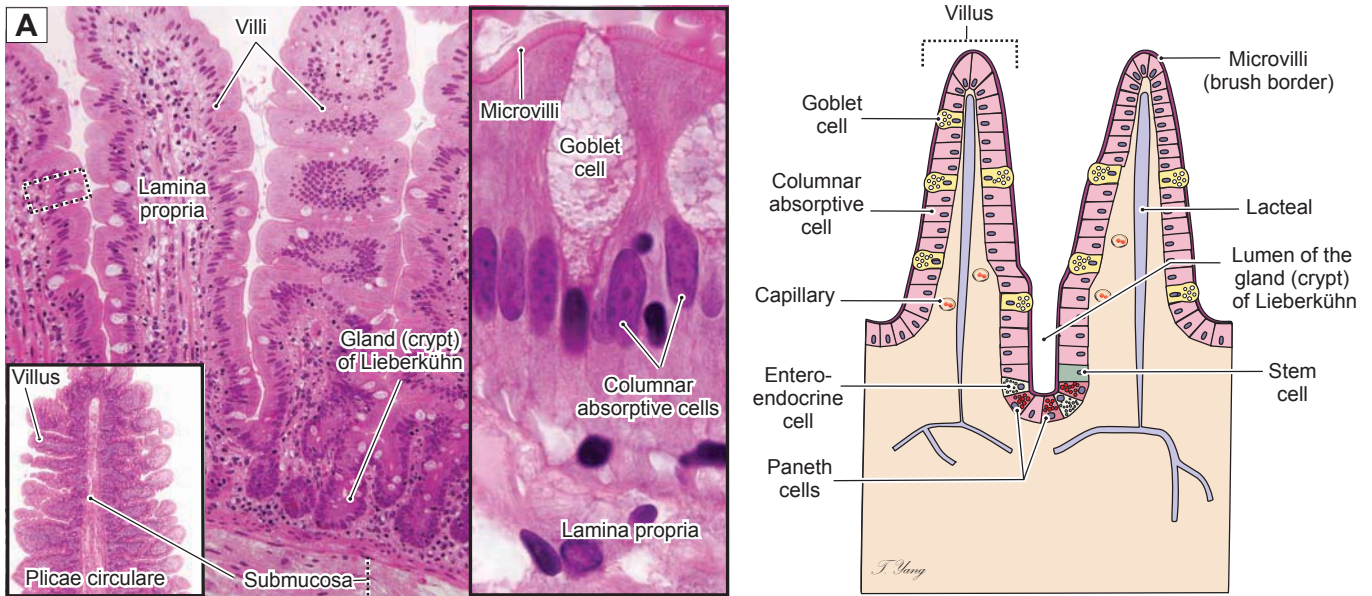 A
Villi
Lamina
propria
Gland (crypt)
of Lieberkühn
Villus
Plicae circulare
Submucosa
Microvilli
Goblet
cell
Columnar
absorptive cells
Lamina propria
Villus
Microvilli
(brush border)
Goblet
cell
Columnar
absorptive cell
Lacteal
Lumen of the
gland (crypt)
of Lieberkühn
Capillary
Entero-
endocrine
cell
Stem
cell
Paneth
cells
T. Yang